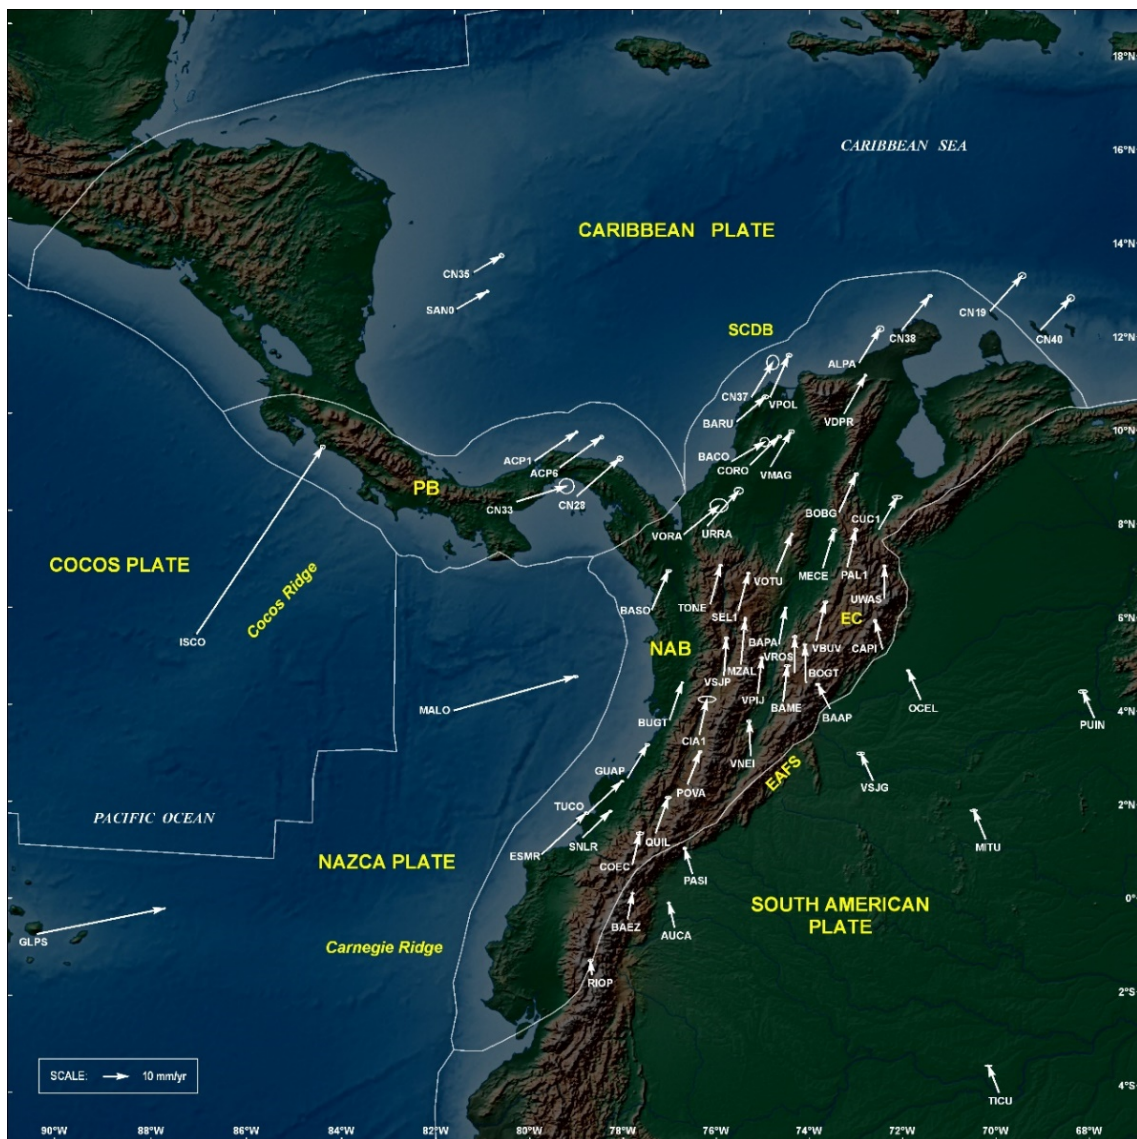 18°N
CARIBBEAN SEA
16°N
CARIBBEAN PLATE
14°N
CN35
SAN0
CN19
SCDB
CN38
CN40
12°N
ALPA
CN37
VPOL
BARU
VDPR
10°N
ACP1
BACO
ACP6
CORO
VMAG
PB
CN33
CN28
BOBG
CUC1
8°N
VORA
URRA
COCOS PLATE
Cocos Ridge
VOTU
MECE
PAL1
BASO
TONE
UWAS
SEL1
EC
6°N
ISCO
NAB
BAPA
VROS
VBUV
CAPI
MZAL
VSJP
BOGT
VPIJ
BAME
MALO
OCEL
BAAP
4°N
BUGT
PUIN
CIA1
VNEI
GUAP
EAFS
VSJG
POVA
TUCO
2°N
PACIFIC OCEAN
QUIL
SNLR
MITU
ESMR
NAZCA PLATE
COEC
PASI
0°
SOUTH AMERICAN
PLATE
BAEZ
AUCA
GLPS
Carnegie Ridge
RIOP
2°S
SCALE: 10 mm/yr
4°S
TICU
90°W 88°W 86°W 84°W 82°W 80°W 78°W 76°W 74°W 72°W 70°W 68°W